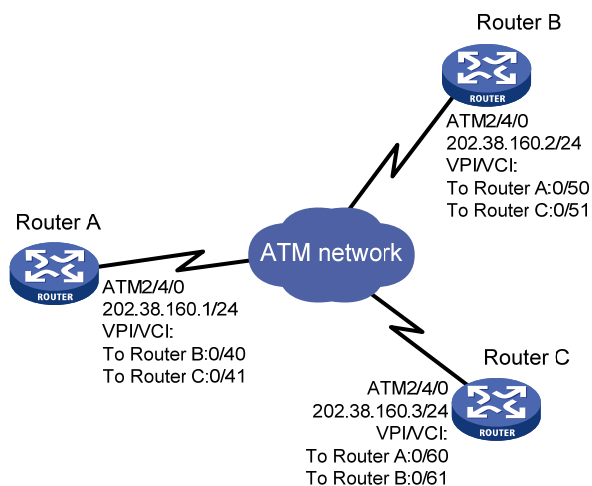 Router B
ROUTER
ATM2/4/0
202.38.160.2/24
VPI/VCI:
To Router A:0/50
To Router C:0/51
Router A
ROUTER
ATM2/4/0
202.38.160.1/24
VPI/VCI:
To Router B:0/40
To Router C:0/41
ATM network
Router C
ROUTER
ATM2/4/0
202.38.160.3/24
VPI/VCI:
To Router A:0/60
To Router B:0/61